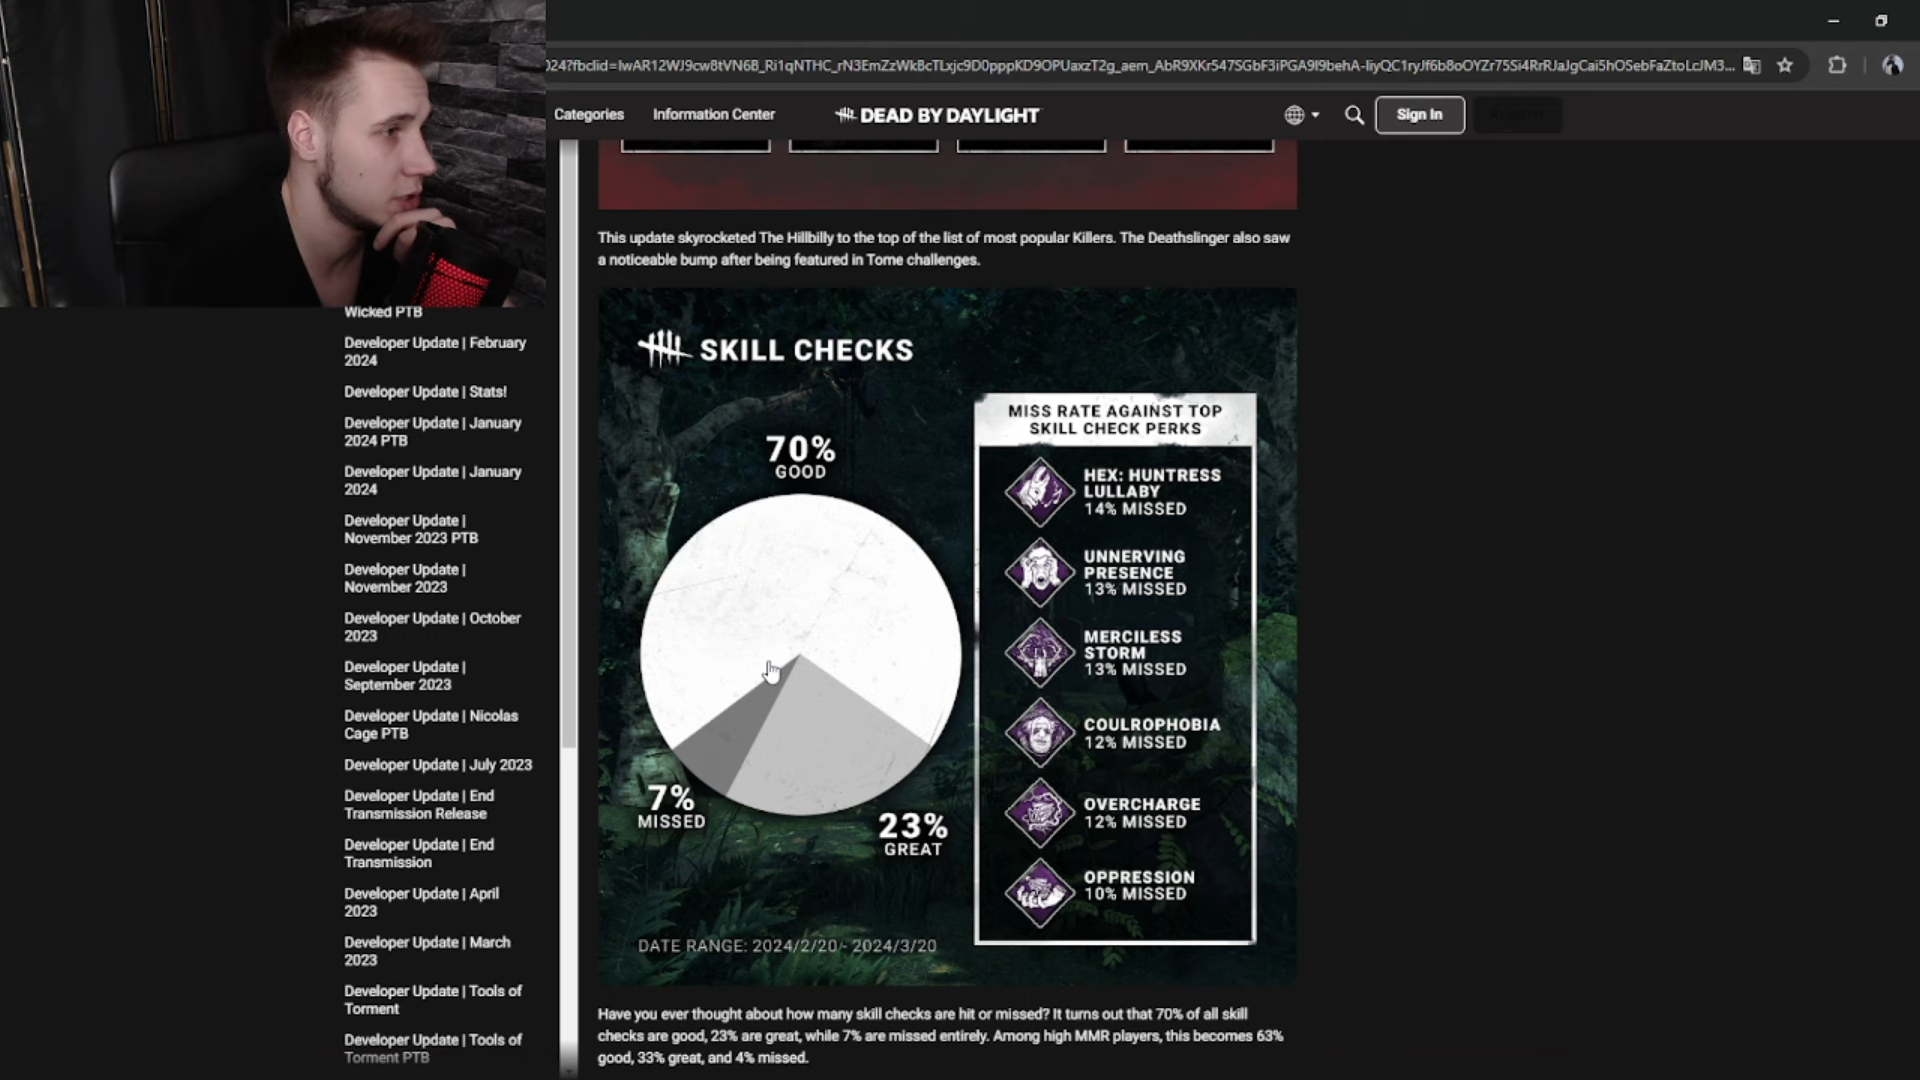 024?fbclid=IwAR12WJ9cw8tVN6B_Ri1qNTHC_rN3EmZzWkBcTLxjc9D0pppKD9OPUaxzT2g_aem_AbR9XKr547SGbF3iPGA9I9behA-IiyQC1ryJf6b8oOYZr75Si4RrRJaJgCai5hOSebFaZtoLcJM3...
Categories
Information Center
DEAD BY DAYLIGHT
Sign In
This update skyrocketed The Hillbilly to the top of the list of most popular Killers. The Deathslinger also saw
a noticeable bump after being featured in Tome challenges.
Wicked PTB
Developer Update | February
2024
Developer Update | Stats!
Developer Update | January
2024 PTB
Developer Update | January
2024
Developer Update |
November 2023 PTB
Developer Update |
November 2023
Developer Update | October
2023
Developer Update |
September 2023
Developer Update | Nicolas
Cage PTB
Developer Update | July 2023
Developer Update | End
Transmission Release
Developer Update | End
Transmission
Developer Update | April
2023
Developer Update | March
2023
Developer Update | Tools of
Torment
Developer Update | Tools of
Torment PTB
SKILL CHECKS
70%
GOOD
7%
MISSED
23%
GREAT
MISS RATE AGAINST TOP
SKILL CHECK PERKS
HEX: HUNTRESS
LULLABY
14% MISSED
UNNERVING
PRESENCE
13% MISSED
MERCILESS
STORM
13% MISSED
COULROPHOBIA
12% MISSED
OVERCHARGE
12% MISSED
OPPRESSION
10% MISSED
DATE RANGE: 2024/2/20 - 2024/3/20
Have you ever thought about how many skill checks are hit or missed? It turns out that 70% of all skill
checks are good, 23% are great, while 7% are missed entirely. Among high MMR players, this becomes 63%
good, 33% great, and 4% missed.